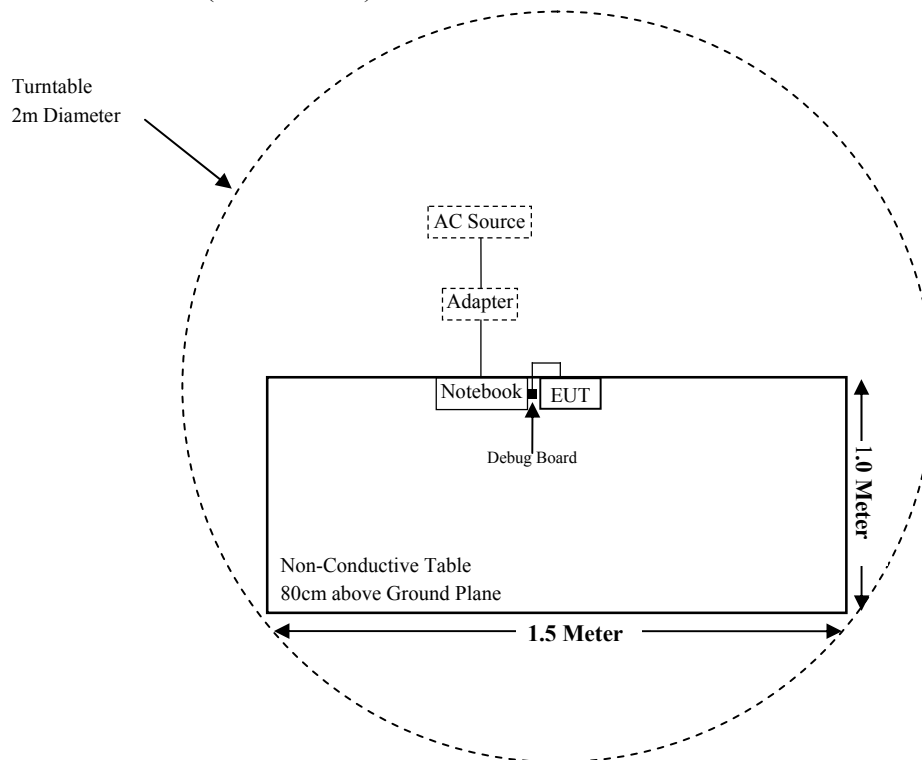 Turntable
2m Diameter
AC Source
Adapter
Notebook
EUT
Debug Board
1.0 Meter
Non-Conductive Table
80cm above Ground Plane
1.5 Meter